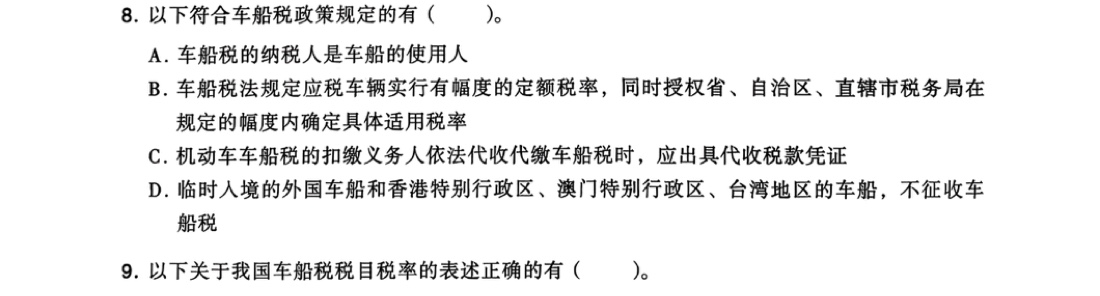 8. 以下符合车船税政策规定的有（　　）。
A. 车船税的纳税人是车船的使用人
B. 车船税法规定应税车辆实行有幅度的定额税率，同时授权省、自治区、直辖市税务局在
规定的幅度内确定具体适用税率
C. 机动车车船税的扣缴义务人依法代收代缴车船税时，应出具代收税款凭证
D. 临时入境的外国车船和香港特别行政区、澳门特别行政区、台湾地区的车船，不征收车
船税
9. 以下关于我国车船税税目税率的表述正确的有（　　）。